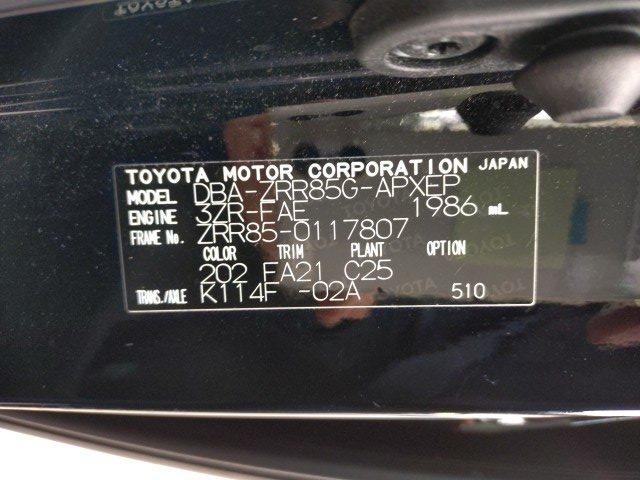 TOYOTA MOTOR CORPORATION JAPAN
MODEL DBA-ZRR85G-APXEP
ENGINE 3ZR-FAE 1986 mL
FRAME No. ZRR85-0117807
COLOR TRIM PLANT OPTION
202 FA21 C25
TRANS./AXLE K114F -02A 510